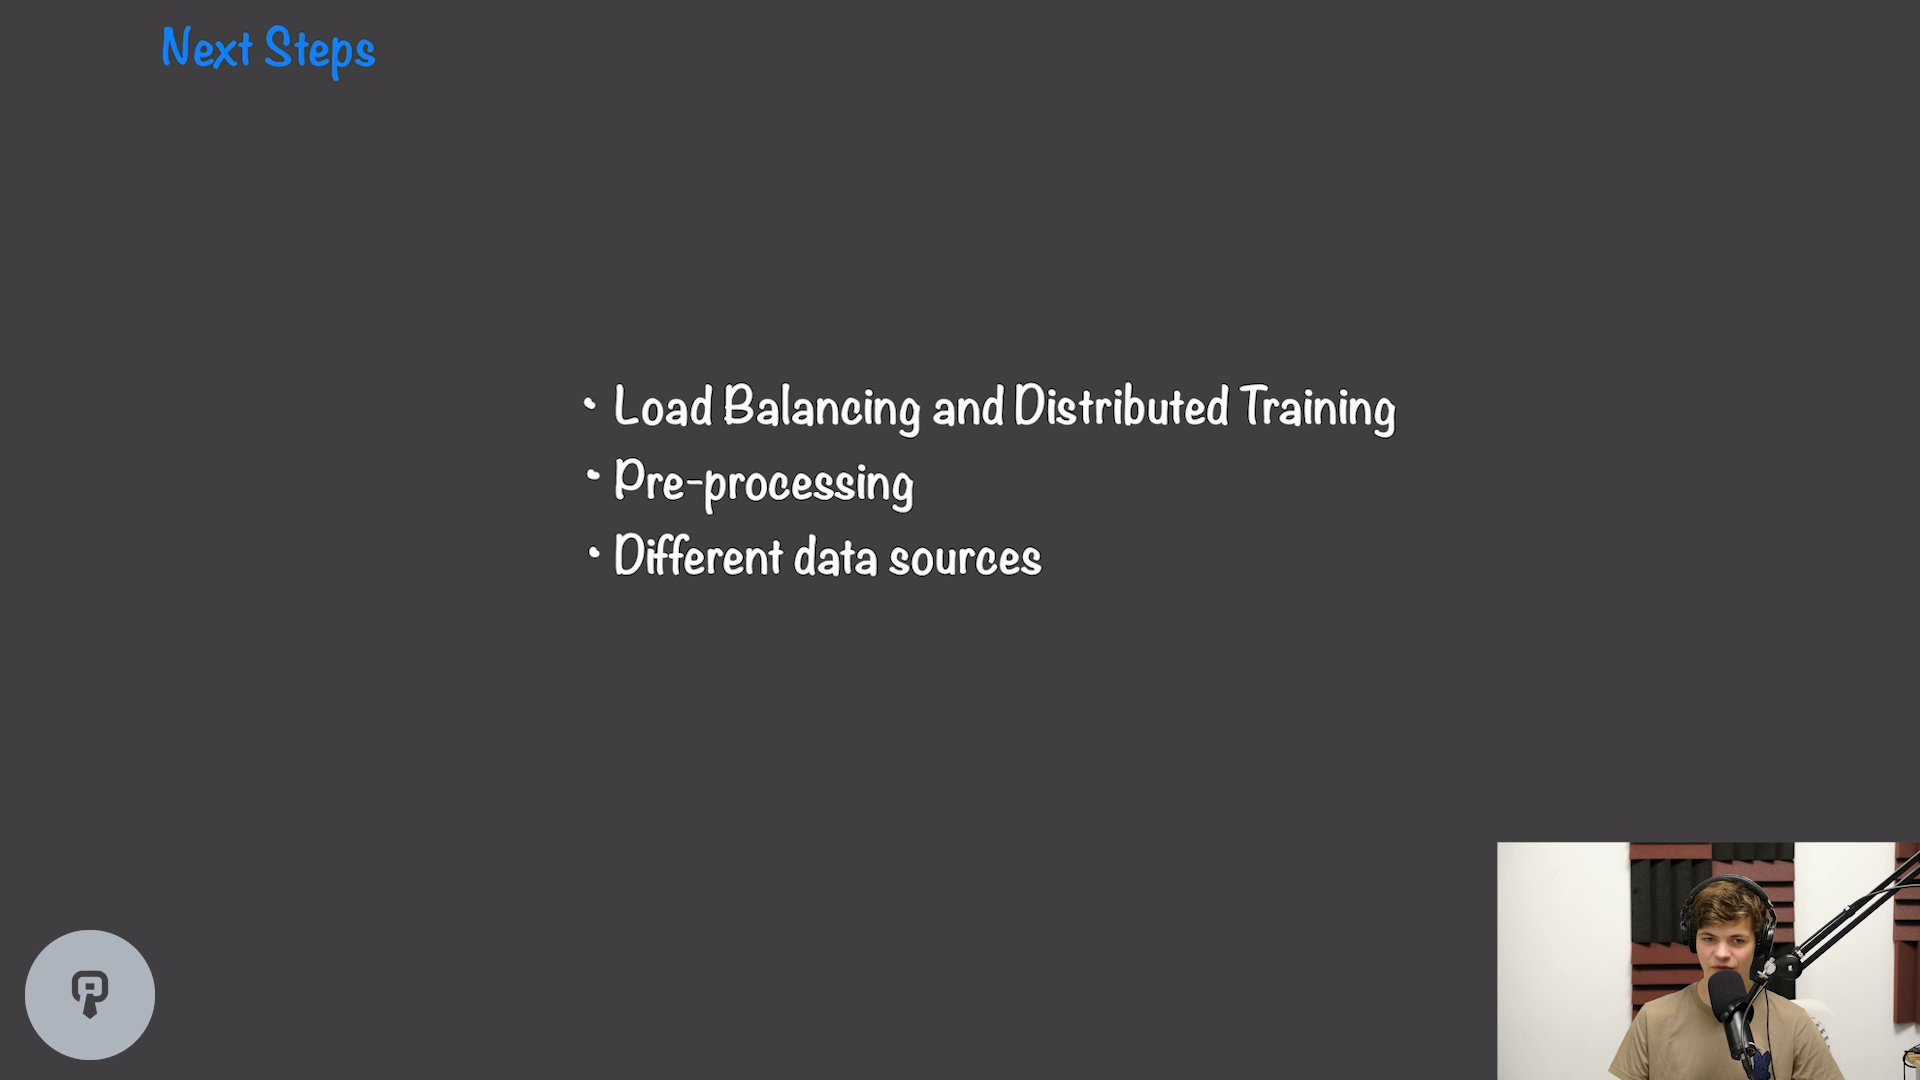 Next Steps
• Load Balancing and Distributed Training
• Pre-processing
• Different data sources